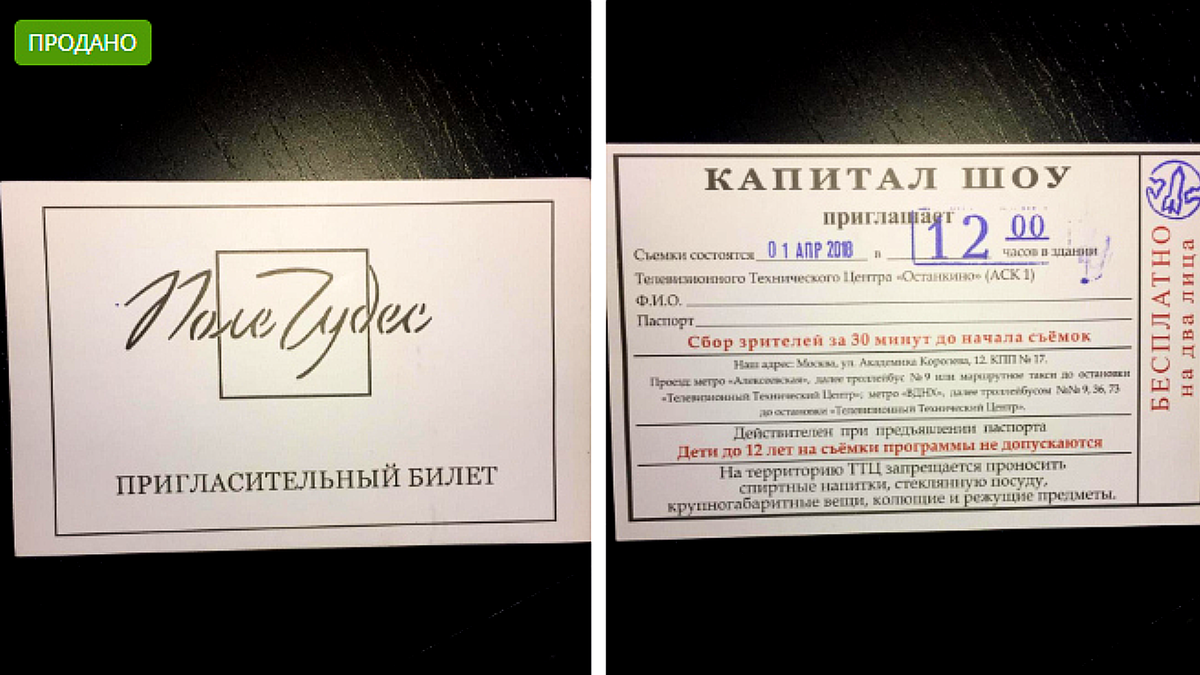 ПРОДАНО
Поле Чудес
ПРИГЛАСИТЕЛЬНЫЙ БИЛЕТ
КАПИТАЛ ШОУ
приглашает
Съемки состоятся 01 АПР 2018 в 12 00 часов в здании
Телевизионного Технического Центра «Останкино» (АСК 1)
Ф.И.О.
Паспорт
Сбор зрителей за 30 минут до начала съёмок
Наш адрес: Москва, ул. Академика Королева, 12. КПП № 17.
Проезд: метро «Алексеевская», далее троллейбус № 9 или маршрутное такси до остановки
«Телевизионный Технический Центр»; метро «ВДНХ», далее троллейбусом №№ 9, 36, 73
до остановки «Телевизионный Технический Центр».
Действителен при предъявлении паспорта
Дети до 12 лет на съёмки программы не допускаются
На территорию ТТЦ запрещается проносить
спиртные напитки, стеклянную посуду,
крупногабаритные вещи, колющие и режущие предметы.
БЕСПЛАТНО
на два лица